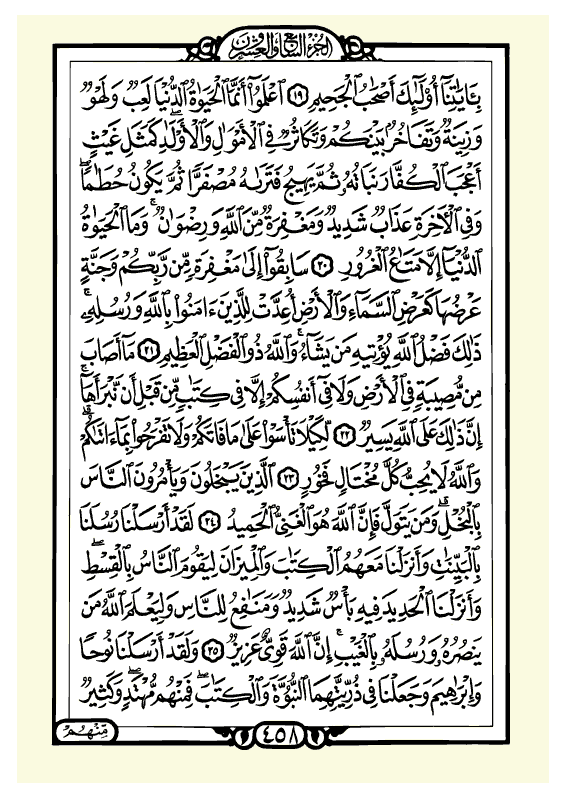 الجزء السابع والعشرون
بِـَٔايَٰتِنَآ أُو۟لَٰٓئِكَ أَصْحَٰبُ ٱلْجَحِيمِ ١٩ ٱعْلَمُوٓا۟ أَنَّمَا ٱلْحَيَوٰةُ ٱلدُّنْيَا لَعِبٌ وَلَهْوٌ
وَزِينَةٌ وَتَفَاخُرٌۢ بَيْنَكُمْ وَتَكَاثُرٌ فِى ٱلْأَمْوَٰلِ وَٱلْأَوْلَٰدِ ۖ كَمَثَلِ غَيْثٍ
أَعْجَبَ ٱلْكُفَّارَ نَبَاتُهُۥ ثُمَّ يَهِيجُ فَتَرَىٰهُ مُصْفَرًّا ثُمَّ يَكُونُ حُطَٰمًا ۖ
وَفِى ٱلْـَٔاخِرَةِ عَذَابٌ شَدِيدٌ وَمَغْفِرَةٌ مِّنَ ٱللَّهِ وَرِضْوَٰنٌ ۚ وَمَا ٱلْحَيَوٰةُ
ٱلدُّنْيَآ إِلَّا مَتَٰعُ ٱلْغُرُورِ ٢٠ سَابِقُوٓا۟ إِلَىٰ مَغْفِرَةٍ مِّن رَّبِّكُمْ وَجَنَّةٍ
عَرْضُهَا كَعَرْضِ ٱلسَّمَآءِ وَٱلْأَرْضِ أُعِدَّتْ لِلَّذِينَ ءَامَنُوا۟ بِٱللَّهِ وَرُسُلِهِۦ ۚ
ذَٰلِكَ فَضْلُ ٱللَّهِ يُؤْتِيهِ مَن يَشَآءُ ۚ وَٱللَّهُ ذُو ٱلْفَضْلِ ٱلْعَظِيمِ ٢١ مَآ أَصَابَ
مِن مُّصِيبَةٍ فِى ٱلْأَرْضِ وَلَا فِىٓ أَنفُسِكُمْ إِلَّا فِى كِتَٰبٍ مِّن قَبْلِ أَن نَّبْرَأَهَآ ۚ
إِنَّ ذَٰلِكَ عَلَى ٱللَّهِ يَسِيرٌ ٢٢ لِّكَيْلَا تَأْسَوْا۟ عَلَىٰ مَا فَاتَكُمْ وَلَا تَفْرَحُوا۟ بِمَآ ءَاتَىٰكُمْ ۗ
وَٱللَّهُ لَا يُحِبُّ كُلَّ مُخْتَالٍ فَخُورٍ ٢٣ ٱلَّذِينَ يَبْخَلُونَ وَيَأْمُرُونَ ٱلنَّاسَ
بِٱلْبُخْلِ ۗ وَمَن يَتَوَلَّ فَإِنَّ ٱللَّهَ هُوَ ٱلْغَنِىُّ ٱلْحَمِيدُ ٢٤ لَقَدْ أَرْسَلْنَا رُسُلَنَا
بِٱلْبَيِّنَٰتِ وَأَنزَلْنَا مَعَهُمُ ٱلْكِتَٰبَ وَٱلْمِيزَانَ لِيَقُومَ ٱلنَّاسُ بِٱلْقِسْطِ ۖ
وَأَنزَلْنَا ٱلْحَدِيدَ فِيهِ بَأْسٌ شَدِيدٌ وَمَنَٰفِعُ لِلنَّاسِ وَلِيَعْلَمَ ٱللَّهُ مَن
يَنصُرُهُۥ وَرُسُلَهُۥ بِٱلْغَيْبِ ۚ إِنَّ ٱللَّهَ قَوِىٌّ عَزِيزٌ ٢٥ وَلَقَدْ أَرْسَلْنَا نُوحًا
وَإِبْرَٰهِيمَ وَجَعَلْنَا فِى ذُرِّيَّتِهِمَا ٱلنُّبُوَّةَ وَٱلْكِتَٰبَ ۖ فَمِنْهُم مُّهْتَدٍ ۖ وَكَثِيرٌ
مِّنْهُمْ
٤٥٨